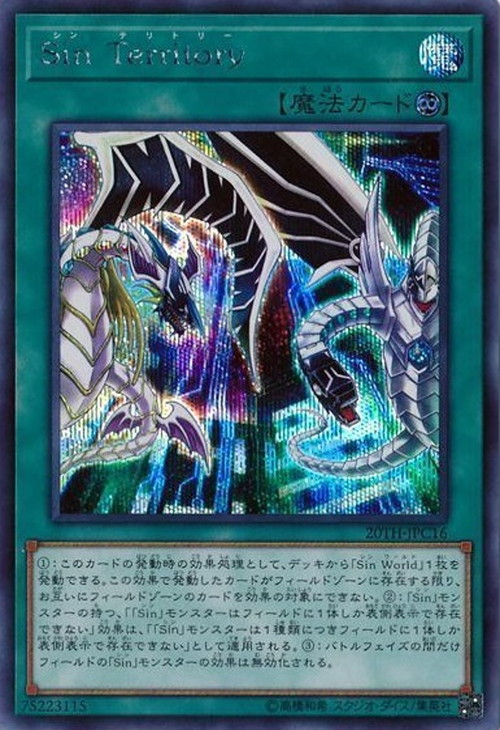 シン テリトリー
Sin Territory
【魔法カード】
20TH-JPC16
①:このカードの発動時の効果処理として、デッキから「Sin World」1枚を
発動できる。この効果で発動したカードがフィールドゾーンに存在する限り、
お互いにフィールドゾーンのカードを効果の対象にできない。②:「Sin」モ
ンスターの持つ、「「Sin」モンスターはフィールドに1体しか表側表示で存在
できない」効果は、「「Sin」モンスターは1種類につきフィールドに1体しか
表側表示で存在できない」として適用される。③:バトルフェイズの間だけ
フィールドの「Sin」モンスターの効果は無効化される。
75223115
©高橋和希 スタジオ・ダイス/集英社